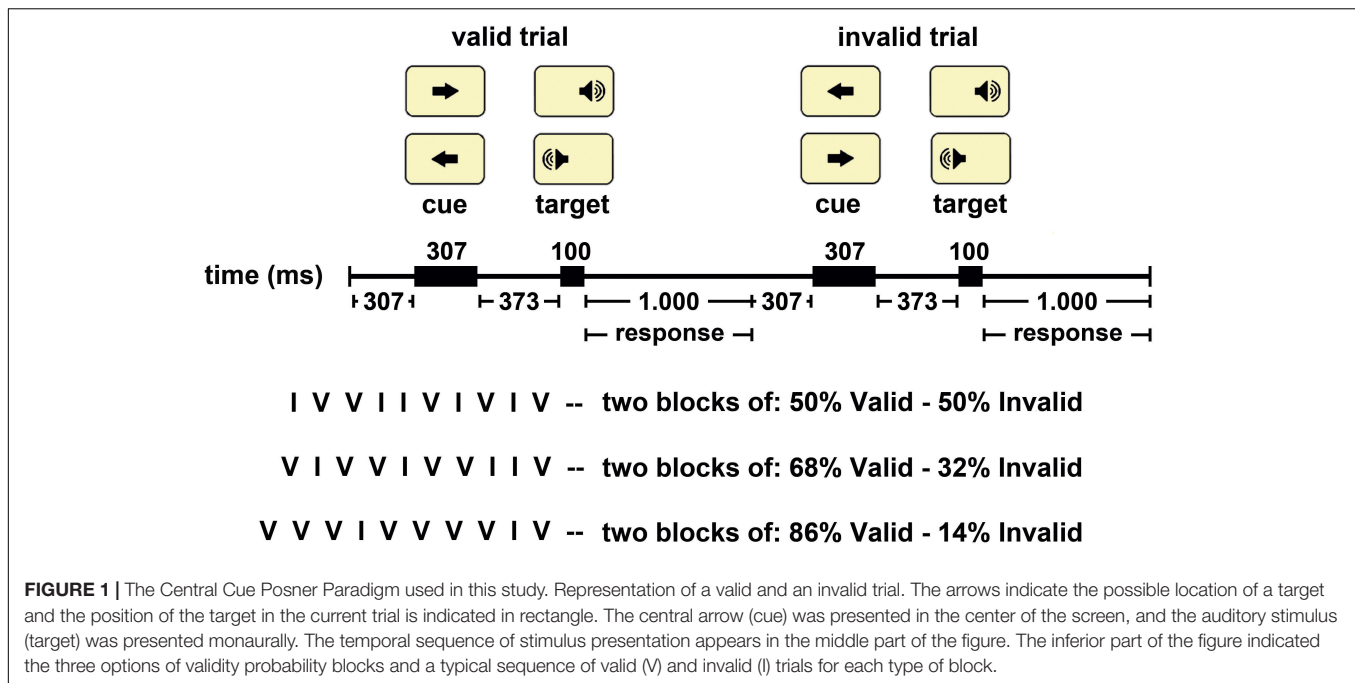 valid trial invalid trial
cue target cue target
307 100 307 100
time (ms)
307 373 1.000 307 373 1.000
response response
I V V I I V I V I V -- two blocks of: 50% Valid - 50% Invalid
V I V V I V V I I V -- two blocks of: 68% Valid - 32% Invalid
V V V I V V V V I V -- two blocks of: 86% Valid - 14% Invalid
FIGURE 1 | The Central Cue Posner Paradigm used in this study. Representation of a valid and an invalid trial. The arrows indicate the possible location of a target
and the position of the target in the current trial is indicated in rectangle. The central arrow (cue) was presented in the center of the screen, and the auditory stimulus
(target) was presented monaurally. The temporal sequence of stimulus presentation appears in the middle part of the figure. The inferior part of the figure indicated
the three options of validity probability blocks and a typical sequence of valid (V) and invalid (I) trials for each type of block.